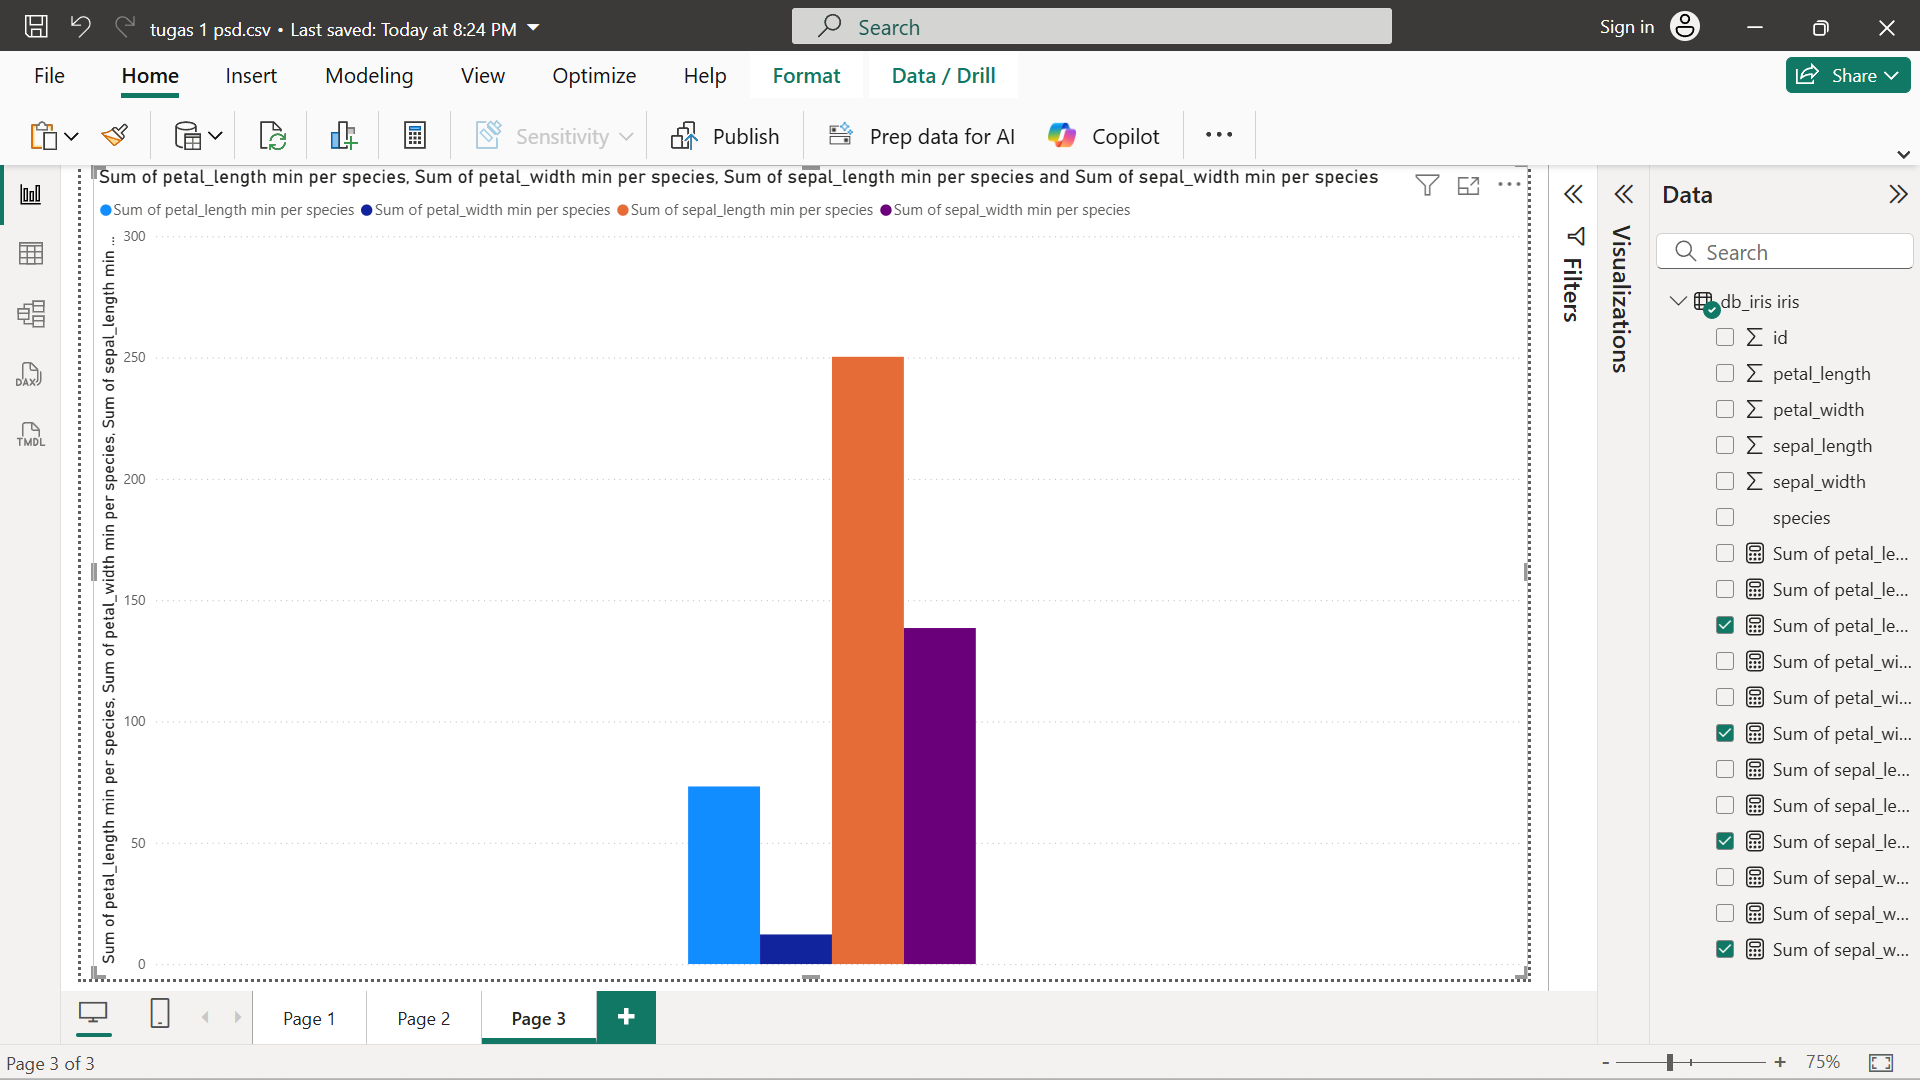 tugas 1 psd.csv • Last saved: Today at 8:24 PM
Search
Sign in
File Home Insert Modeling View Optimize Help Format Data / Drill
Share
Sensitivity
Publish
Prep data for AI
Copilot
Sum of petal_length min per species, Sum of petal_width min per species, Sum of sepal_length min per species and Sum of sepal_width min per species
Sum of petal_length min per species Sum of petal_width min per species Sum of sepal_length min per species Sum of sepal_width min per species
Sum of petal_length min per species, Sum of petal_width min per species, Sum of sepal_length min ...
300
250
200
150
100
50
0
DAX
TMDL
Filters
Visualizations
Data
Search
db_iris iris
id
petal_length
petal_width
sepal_length
sepal_width
species
Sum of petal_le...
Sum of petal_le...
Sum of petal_le...
Sum of petal_wi...
Sum of petal_wi...
Sum of petal_wi...
Sum of sepal_le...
Sum of sepal_le...
Sum of sepal_le...
Sum of sepal_w...
Sum of sepal_w...
Sum of sepal_w...
Page 1 Page 2 Page 3
Page 3 of 3
- + 75%